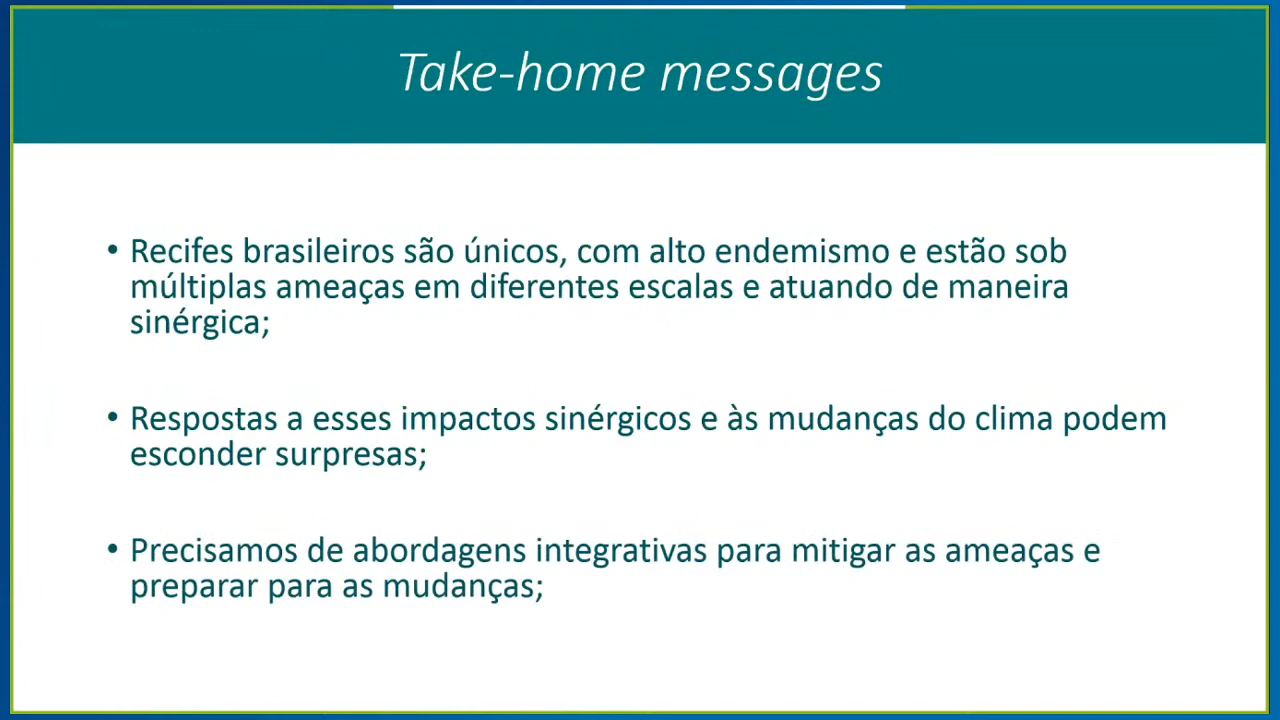 Take-home messages
• Recifes brasileiros são únicos, com alto endemismo e estão sob
múltiplas ameaças em diferentes escalas e atuando de maneira
sinérgica;
• Respostas a esses impactos sinérgicos e às mudanças do clima podem
esconder surpresas;
• Precisamos de abordagens integrativas para mitigar as ameaças e
preparar para as mudanças;